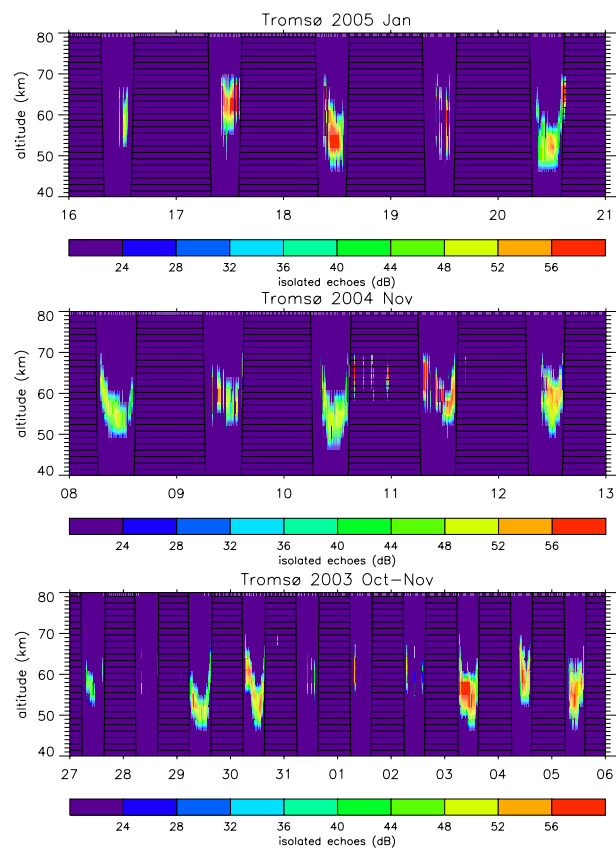 Tromsø 2005 Jan
80
70
60
50
40
altitude (km)
16 17 18 19 20 21
24 28 32 36 40 44 48 52 56
isolated echoes (dB)
Tromsø 2004 Nov
80
70
60
50
40
altitude (km)
08 09 10 11 12 13
24 28 32 36 40 44 48 52 56
isolated echoes (dB)
Tromsø 2003 Oct-Nov
80
70
60
50
40
altitude (km)
27 28 29 30 31 01 02 03 04 05 06
24 28 32 36 40 44 48 52 56
isolated echoes (dB)